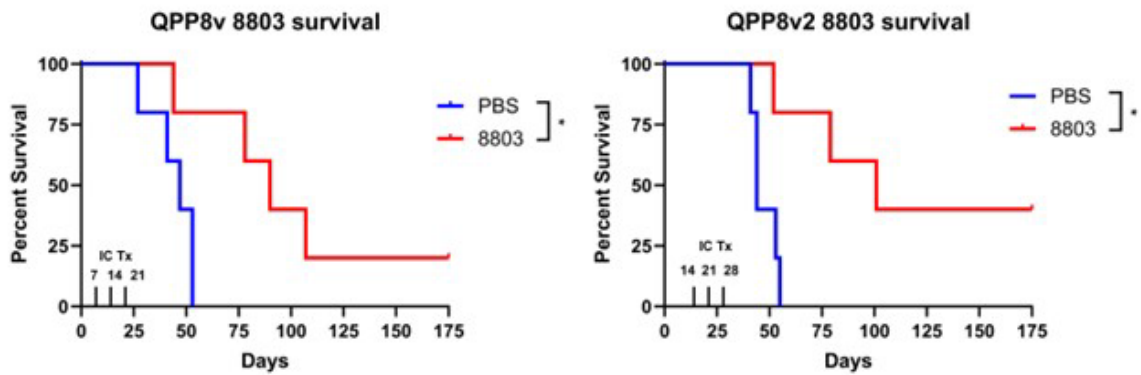 QPP8v 8803 survival
Percent Survival
100
75
50
25
0
PBS
8803
*
IC Tx
7 14 21
0 25 50 75 100 125 150 175
Days
QPP8v2 8803 survival
Percent Survival
100
75
50
25
0
PBS
8803
*
IC Tx
14 21 28
0 25 50 75 100 125 150 175
Days